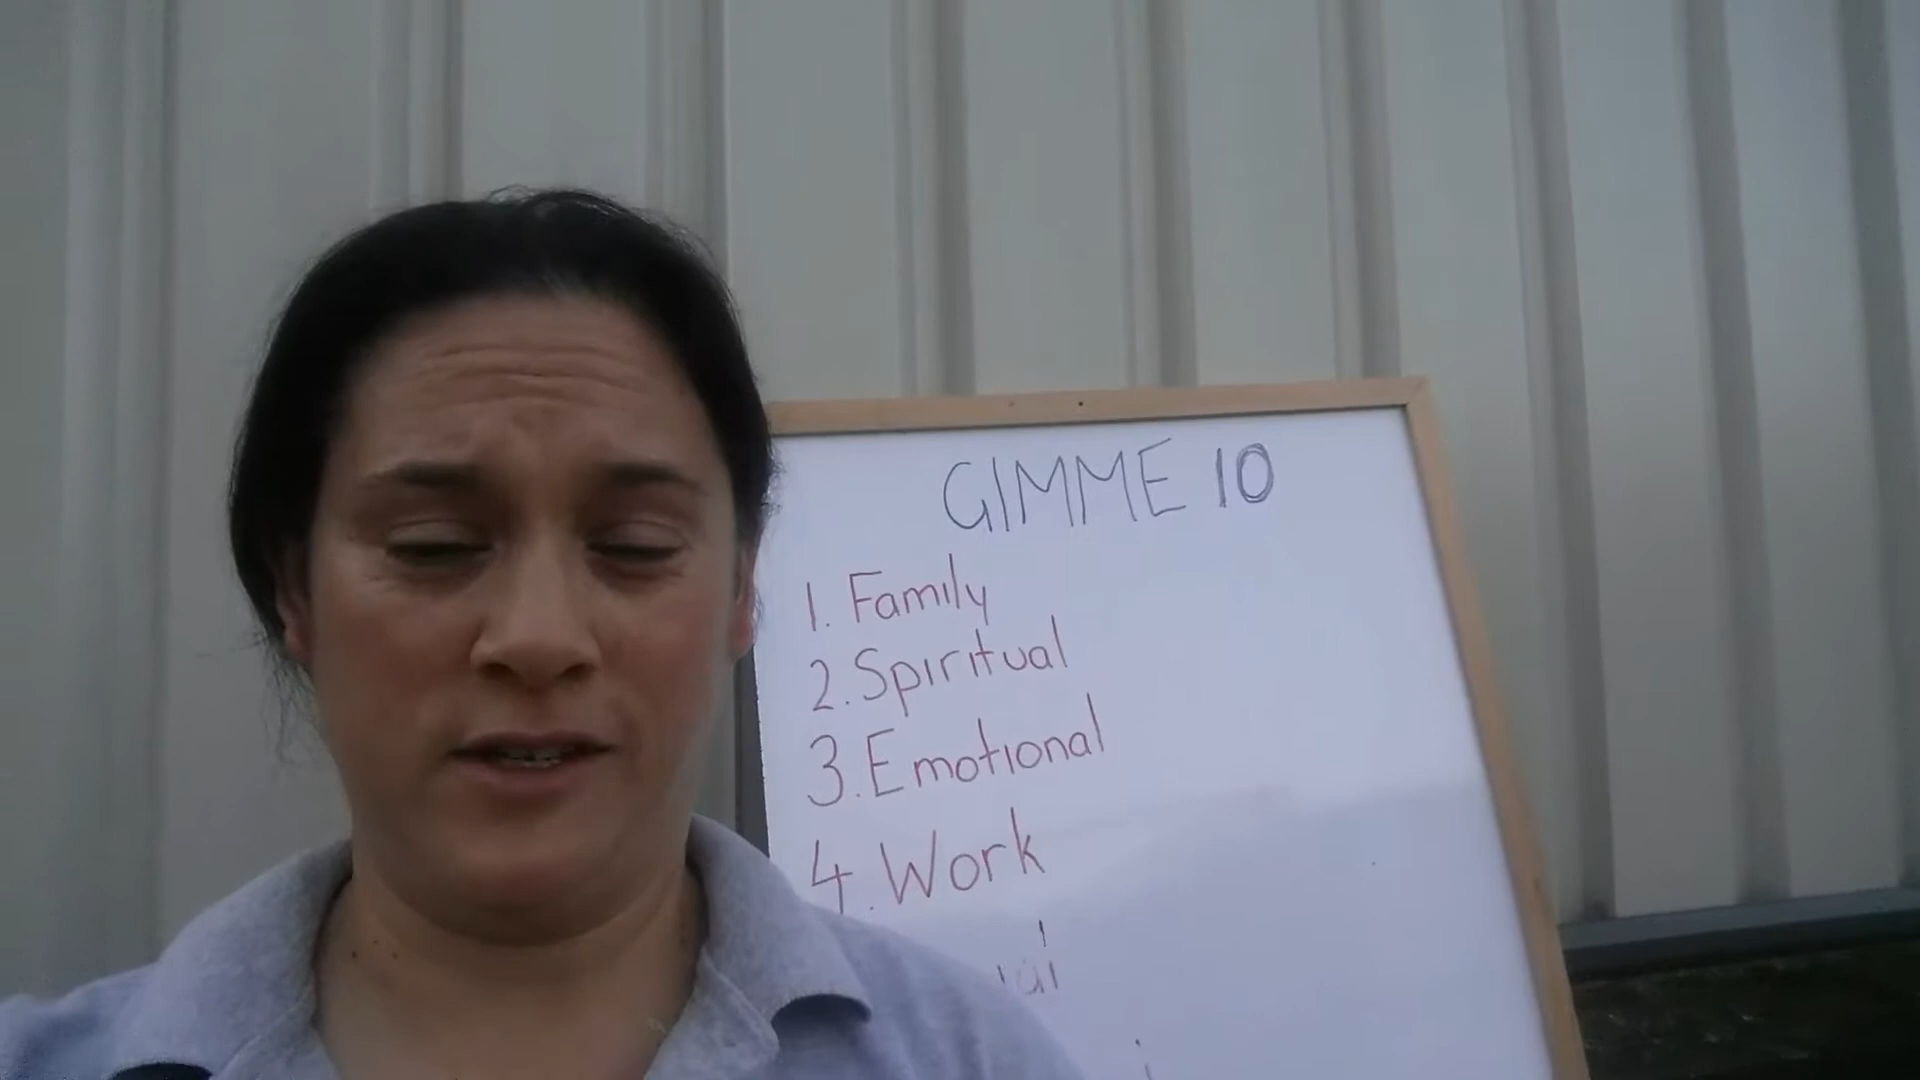 GIMME 10
1. Family
2. Spiritual
3. Emotional
4. Work